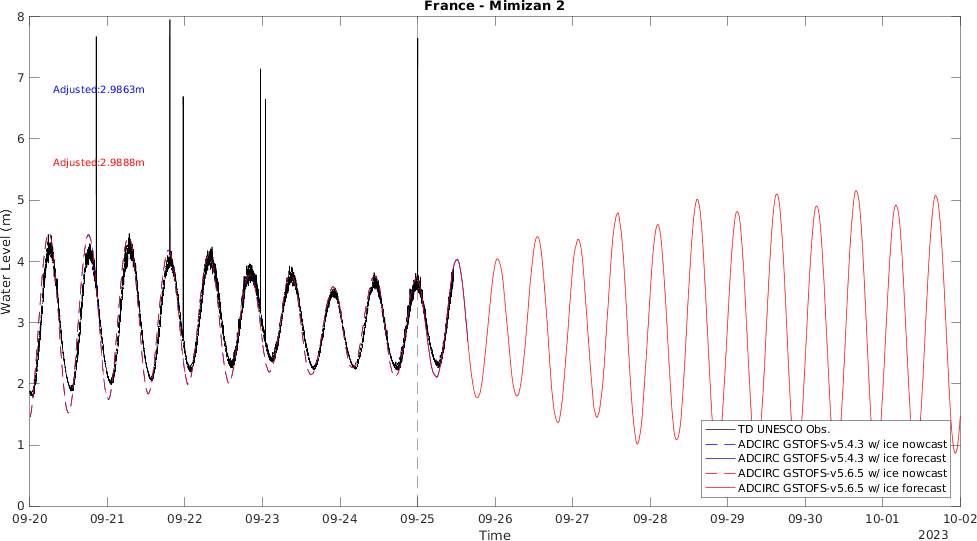 France - Mimizan 2
8
7
6
5
4
3
2
1
0
Water Level (m)
Adjusted:2.9863m
Adjusted:2.9888m
TD UNESCO Obs.
ADCIRC GSTOFS-v5.4.3 w/ ice nowcast
ADCIRC GSTOFS-v5.4.3 w/ ice forecast
ADCIRC GSTOFS-v5.6.5 w/ ice nowcast
ADCIRC GSTOFS-v5.6.5 w/ ice forecast
09-20 09-21 09-22 09-23 09-24 09-25 09-26 09-27 09-28 09-29 09-30 10-01 10-02
Time
2023